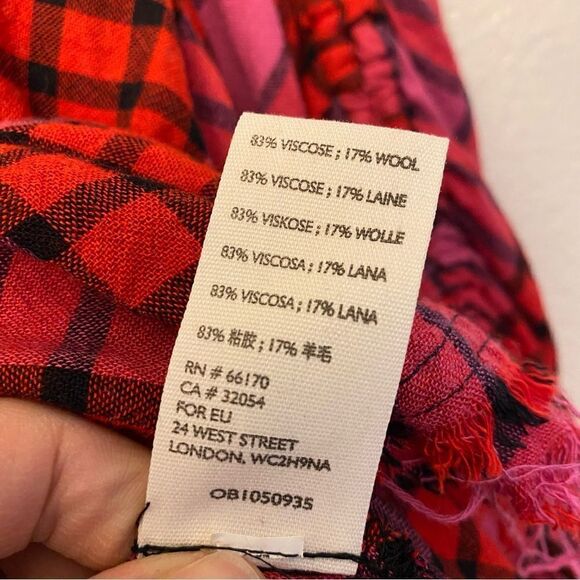 83% VISCOSE ; 17% WOOL
83% VISCOSE ; 17% LAINE
83% VISKOSE ; 17% WOLLE
83% VISCOSA ; 17% LANA
83% VISCOSA ; 17% LANA
83% 粘胶 ; 17% 羊毛
RN # 66170
CA # 32054
FOR EU
24 WEST STREET
LONDON, WC2H9NA
OB1050935